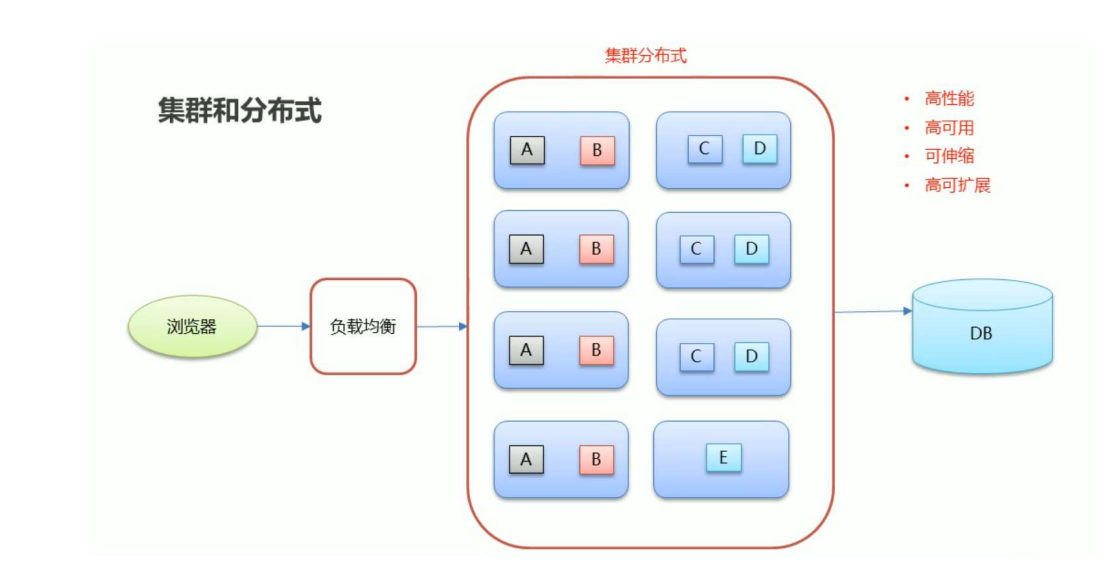 集群分布式
集群和分布式
• 高性能
• 高可用
• 可伸缩
• 高可扩展
A B C D
A B C D
浏览器
负载均衡
A B C D
A B E
DB